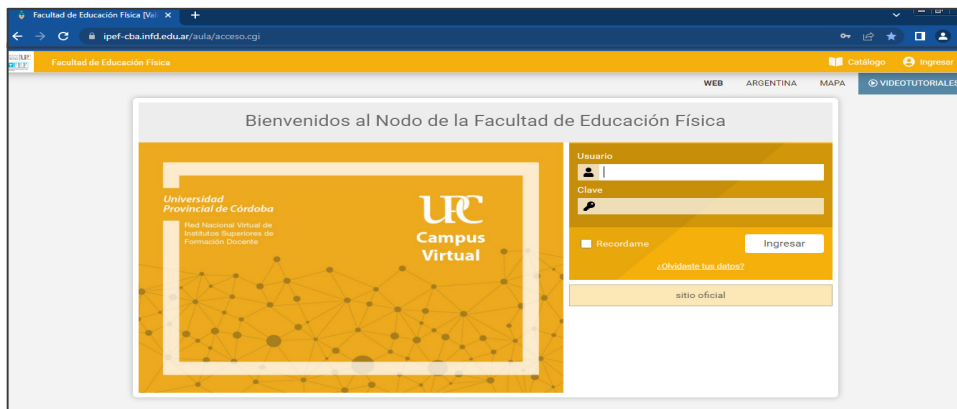 Facultad de Educación Física [Val
ipef-cba.infd.edu.ar/aula/acceso.cgi
Facultad de Educación Física
Catálogo
Ingresar
WEB ARGENTINA MAPA VIDEOTUTORIALES
Bienvenidos al Nodo de la Facultad de Educación Física
Universidad
Provincial de Córdoba
Red Nacional Virtual de
Institutos Superiores de
Formación Docente
UPC
Campus
Virtual
Usuario
Clave
Recordame
Ingresar
¿Olvidaste tus datos?
sitio oficial